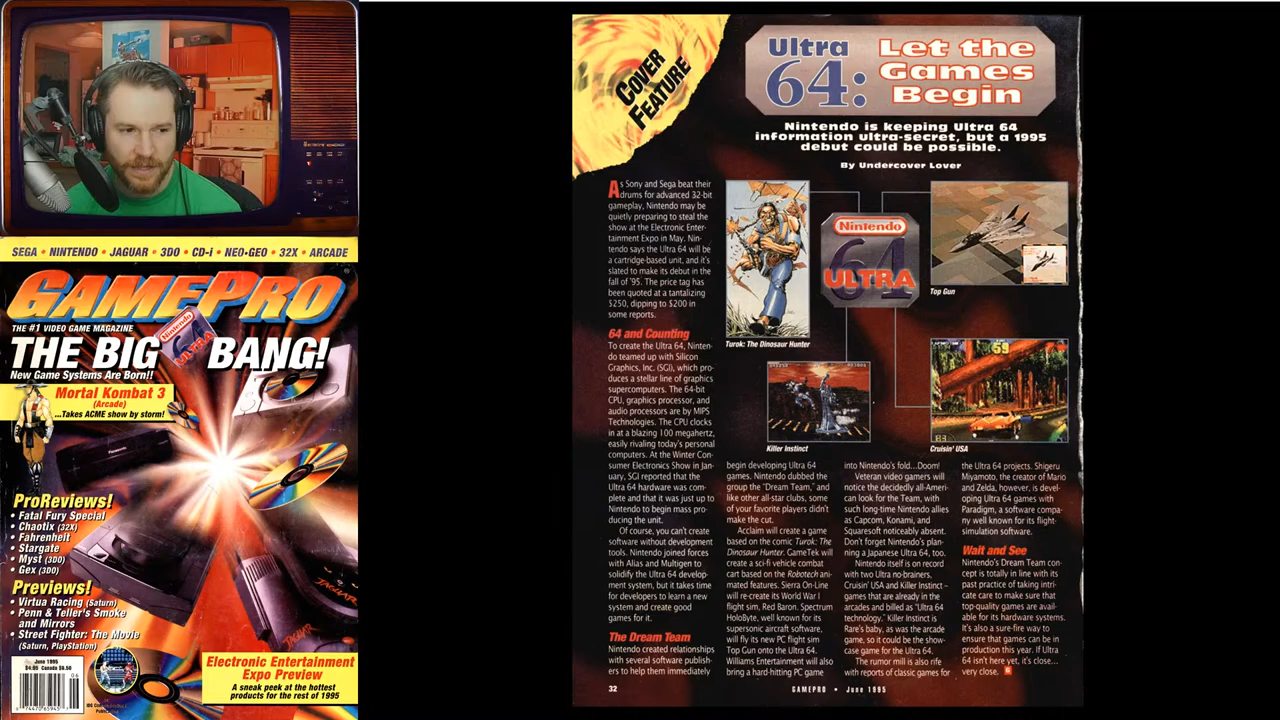 SEGA • NINTENDO • JAGUAR • 3DO • CD-i • NEO•GEO • 32X • ARCADE
GAMEPRO
THE #1 VIDEO GAME MAGAZINE
Nintendo
ULTRA
THE BIG BANG!
New Game Systems Are Born!!
Mortal Kombat 3
(Arcade)
...Takes ACME show by storm!
JAGUAR
ProReviews!
• Fatal Fury Special
• Chaotix (32X)
• Fahrenheit
• Stargate
• Myst (3DO)
• Gex (3DO)
Previews!
• Virtua Racing (Saturn)
• Penn & Teller's Smoke
and Mirrors
• Street Fighter: The Movie
(Saturn, PlayStation)
June 1995
$4.95 Canada $6.50
Electronic Entertainment
Expo Preview
A sneak peek at the hottest
products for the rest of 1995
COVER
FEATURE
Ultra
64:
Let the
Games
Begin
Nintendo is keeping Ultra 64
information ultra-secret, but a 1995
debut could be possible.
By Undercover Lover
As Sony and Sega beat their
drums for advanced 32-bit
gameplay, Nintendo may be
quietly preparing to steal the
show at the Electronic Enter-
tainment Expo in May. Nin-
tendo says the Ultra 64 will be
a cartridge-based unit, and it's
slated to make its debut in the
fall of '95. The price tag has
been quoted at a tantalizing
$250, dipping to $200 in
some reports.
64 and Counting
To create the Ultra 64, Ninten-
do teamed up with Silicon
Graphics, Inc. (SGI), which pro-
duces a stellar line of graphics
supercomputers. The 64-bit
CPU, graphics processor, and
audio processors are by MIPS
Technologies. The CPU clocks
in at a blazing 100 megahertz,
easily rivaling today's personal
computers. At the Winter Con-
sumer Electronics Show in Jan-
uary, SGI reported that the
Ultra 64 hardware was com-
plete and that it was just up to
Nintendo to begin mass pro-
ducing the unit.
Of course, you can't create
software without development
tools. Nintendo joined forces
with Alias and Multigen to
solidify the Ultra 64 develop-
ment system, but it takes time
for developers to learn a new
system and create good
games for it.
The Dream Team
Nintendo created relationships
with several software publish-
ers to help them immediately
Turok: The Dinosaur Hunter
Nintendo
64
ULTRA
Top Gun
Killer Instinct
59
83
Cruisin' USA
begin developing Ultra 64
games. Nintendo dubbed the
group the "Dream Team," and
like other all-star clubs, some
of your favorite players didn't
make the cut.
Acclaim will create a game
based on the comic Turok: The
Dinosaur Hunter. GameTek will
create a sci-fi vehicle combat
cart based on the Robotech ani-
mated features. Sierra On-Line
will re-create its World War I
flight sim, Red Baron. Spectrum
HoloByte, well known for its
supersonic aircraft software,
will fly its new PC flight sim
Top Gun onto the Ultra 64.
Williams Entertainment will also
bring a hard-hitting PC game
into Nintendo's fold...Doom!
Veteran video gamers will
notice the decidedly all-Ameri-
can look for the Team, with
such long-time Nintendo allies
as Capcom, Konami, and
Squaresoft noticeably absent.
Don't forget Nintendo's plan-
ning a Japanese Ultra 64, too.
Nintendo itself is on record
with two Ultra no-brainers,
Cruisin' USA and Killer Instinct –
games that are already in the
arcades and billed as "Ultra 64
technology." Killer Instinct is
Rare's baby, as was the arcade
game, so it could be the show-
case game for the Ultra 64.
The rumor mill is also rife
with reports of classic games for
the Ultra 64 projects. Shigeru
Miyamoto, the creator of Mario
and Zelda, however, is devel-
oping Ultra 64 games with
Paradigm, a software compa-
ny well known for its flight-
simulation software.
Wait and See
Nintendo's Dream Team con-
cept is totally in line with its
past practice of taking intri-
cate care to make sure that
top-quality games are avail-
able for its hardware systems.
It's also a sure-fire way to
ensure that games can be in
production this year. If Ultra
64 isn't here yet, it's close...
very close.
32
GAMEPRO • June 1995